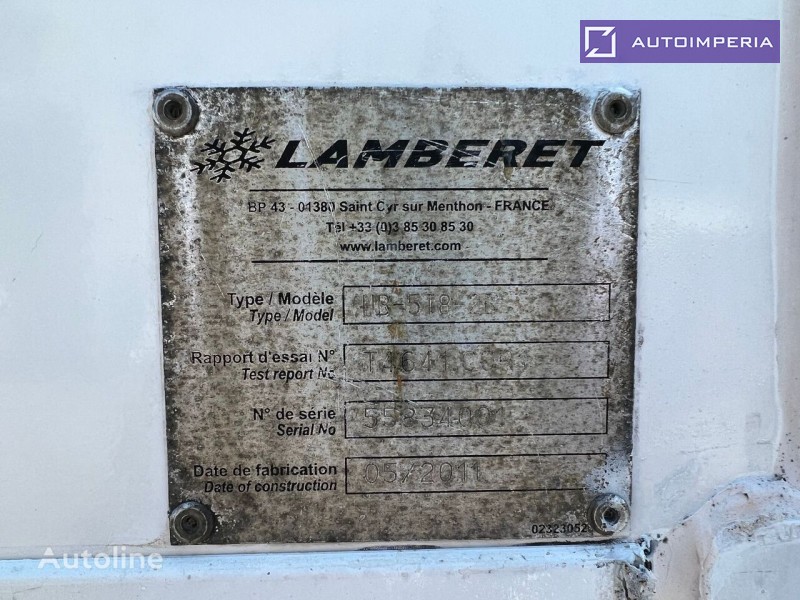 AUTOIMPERIA
LAMBERET
BP 43 - 01380 Saint Cyr sur Menthon - FRANCE
Tél +33 (0)3 85 30 85 30
www.lamberet.com
Type / Modèle
Type / Model
Rapport d'essai N°
Test report No
N° de série
Serial No
Date de fabrication 05/2011
Date of construction
Autoline